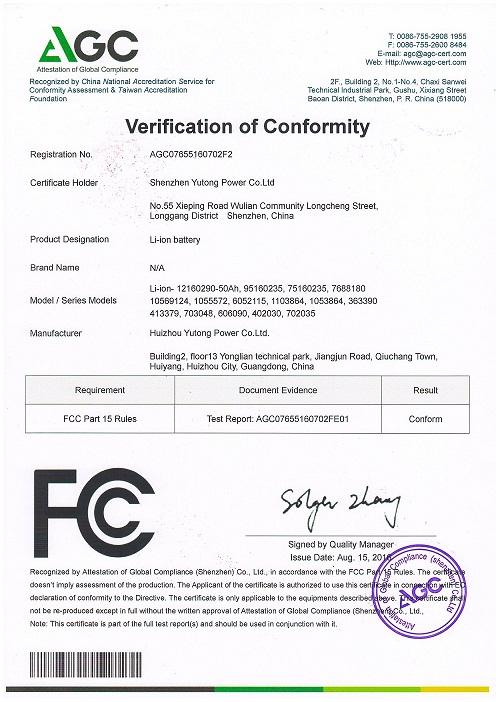 AGC
Attestation of Global Compliance
Recognized by China National Accreditation Service for
Conformity Assessment & Taiwan Accreditation
Foundation
T: 0086-755-2908 1955
F: 0086-755-2600 8484
E-mail: agc@agc-cert.com
Web: Http://www.agc-cert.com
2F., Building 2, No.1-No.4, Chaxi Sanwei
Technical Industrial Park, Gushu, Xixiang Street
Baoan District, Shenzhen, P. R. China (518000)
Verification of Conformity
Registration No. AGC07655160702F2
Certificate Holder Shenzhen Yutong Power Co.Ltd
No.55 Xieping Road Wulian Community Longcheng Street,
Longgang District Shenzhen, China
Product Designation Li-ion battery
Brand Name N/A
Li-ion- 12160290-50Ah, 95160235, 75160235, 7688180
Model / Series Models 10569124, 1055572, 6052115, 1103864, 1053864, 363390
413379, 703048, 606090, 402030, 702035
Manufacturer Huizhou Yutong Power Co.Ltd.
Building2, floor13 Yonglian technical park, Jiangjun Road, Qiuchang Town,
Huiyang, Huizhou City, Guangdong, China
Requirement Document Evidence Result
FCC Part 15 Rules Test Report: AGC07655160702FE01 Conform
FCC
Solger Zhang
Signed by Quality Manager
Issue Date: Aug. 15, 2016
Recognized by Attestation of Global Compliance (Shenzhen) Co., Ltd., in accordance with the FCC Part 15 Rules. The certificate
doesn't imply assessment of the production. The Applicant of the certificate is authorized to use this certificate in connection with EC
declaration of conformity to the Directive. The certificate is only applicable to the equipments described above. This certificate shall
not be re-produced except in full without the written approval of Attestation of Global Compliance (Shenzhen) Co., Ltd.,
Note: This certificate is part of the full test report(s) and should be used in conjunction with it.
Attestation of Global Compliance (shenzhen) Co.,Ltd
AGC